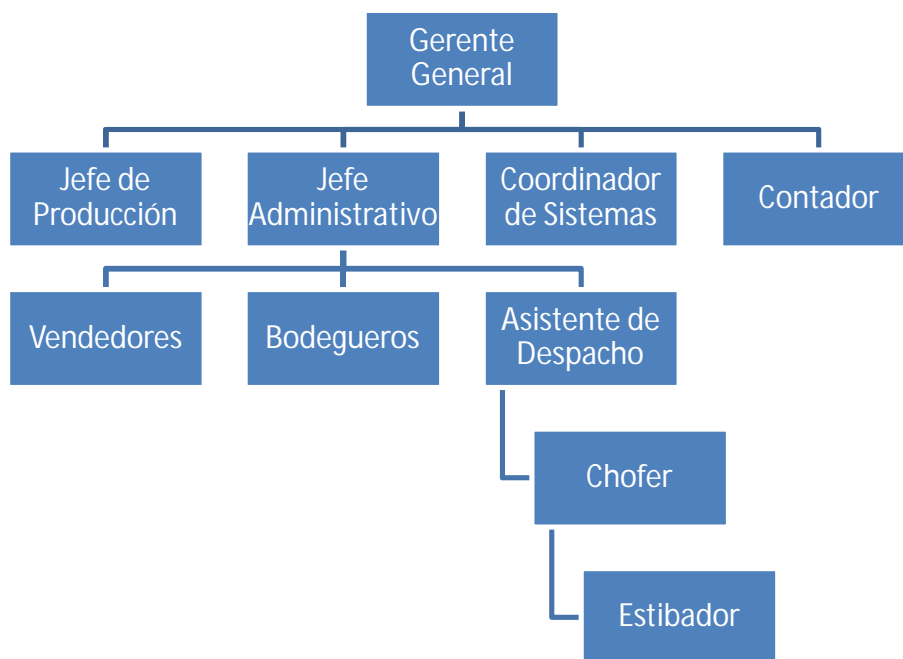 Gerente
General
Jefe de
Producción
Jefe
Administrativo
Coordinador
de Sistemas
Contador
Vendedores
Bodegueros
Asistente de
Despacho
Chofer
Estibador